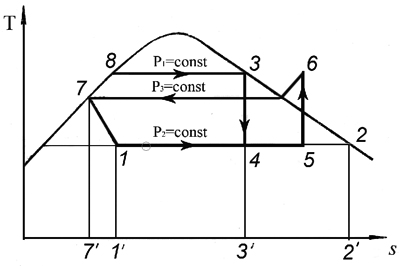 T
8 P₁=const 3 6
7 P₃=const
P₂=const 2
1 4 5
7' 1' 3' 2' s